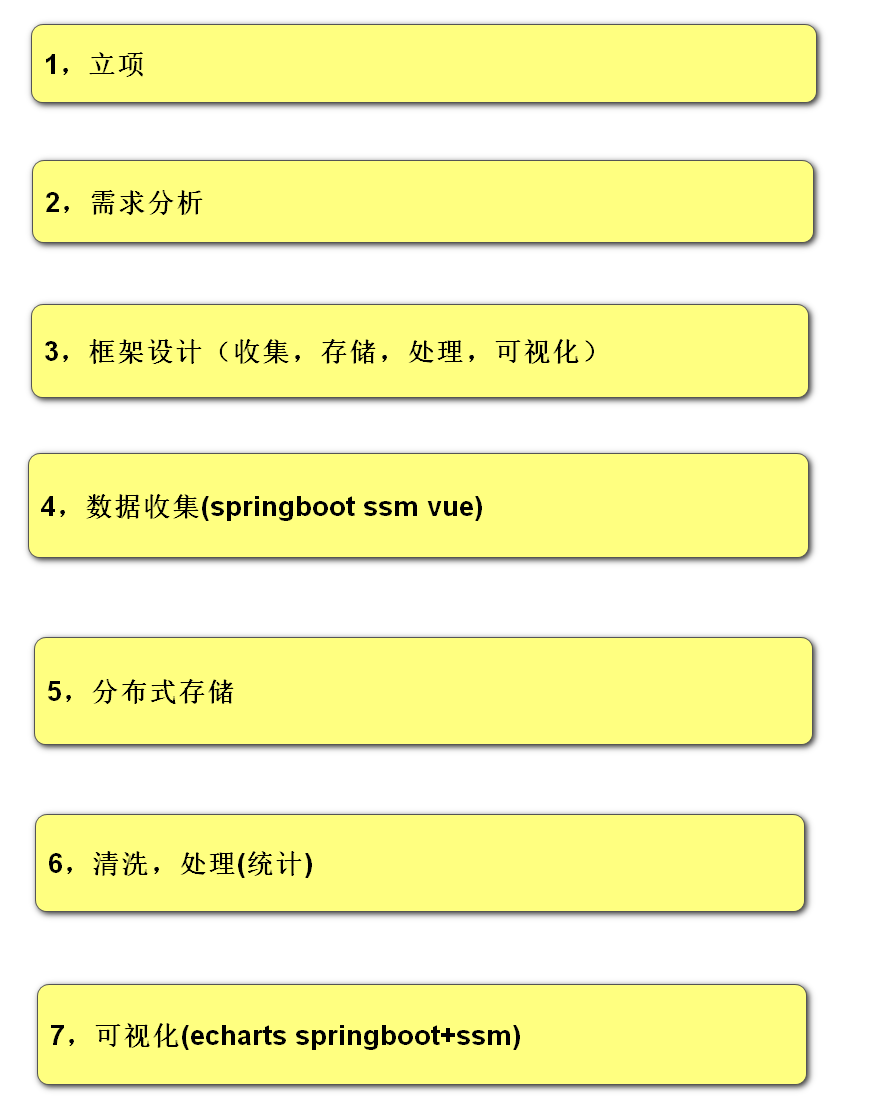 1，立项
2，需求分析
3，框架设计（收集，存储，处理，可视化）
4，数据收集(springboot ssm vue)
5，分布式存储
6，清洗，处理(统计)
7，可视化(echarts springboot+ssm)